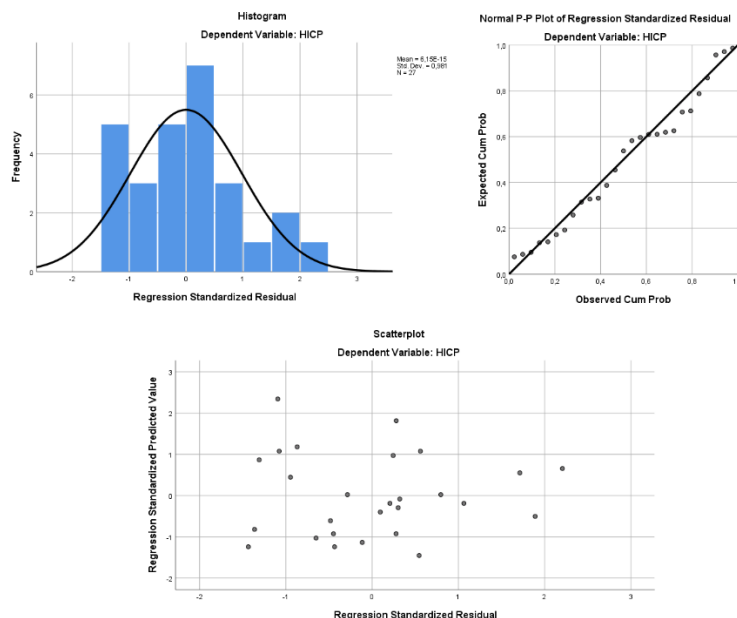 Histogram
Dependent Variable: HICP
Mean = 6,15E-15
Std. Dev. = 0,981
N = 27
Frequency
6
4
2
0
-1
0
1
2
3
Regression Standardized Residual
Normal P-P Plot of Regression Standardized Residual
Dependent Variable: HICP
Expected Cum Prob
1,0
0,8
0,6
0,4
0,2
0,0
0,0
0,2
0,4
0,6
0,8
1,0
Observed Cum Prob
Scatterplot
Dependent Variable: HICP
Regression Standardized Predicted Value
3
2
1
0
-1
-2
-2
-1
0
1
2
3
Regression Standardized Residual